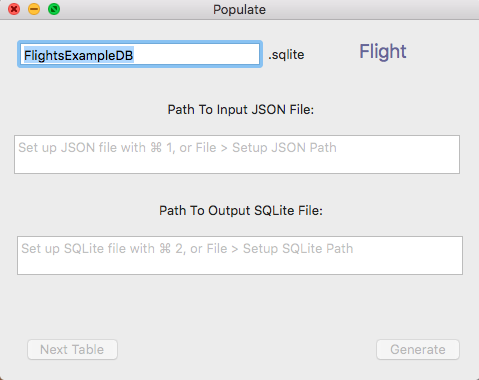 Populate
FlightsExampleDB .sqlite Flight
Path To Input JSON File:
Set up JSON file with ⌘ 1, or File > Setup JSON Path
Path To Output SQLite File:
Set up SQLite file with ⌘ 2, or File > Setup SQLite Path
Next Table Generate